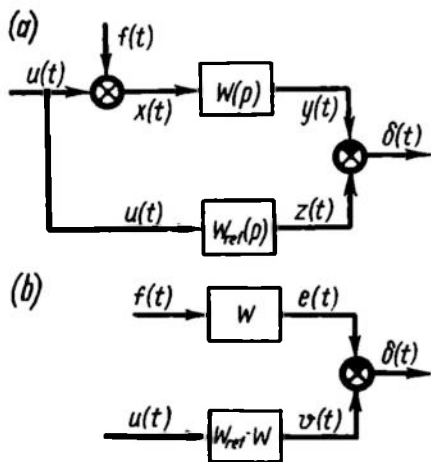 (a)
f(t)
u(t)
x(t)
W(p)
y(t)
δ(t)
u(t)
W_ref(p)
z(t)
(b)
f(t)
W
e(t)
δ(t)
u(t)
W_ref-W
v(t)